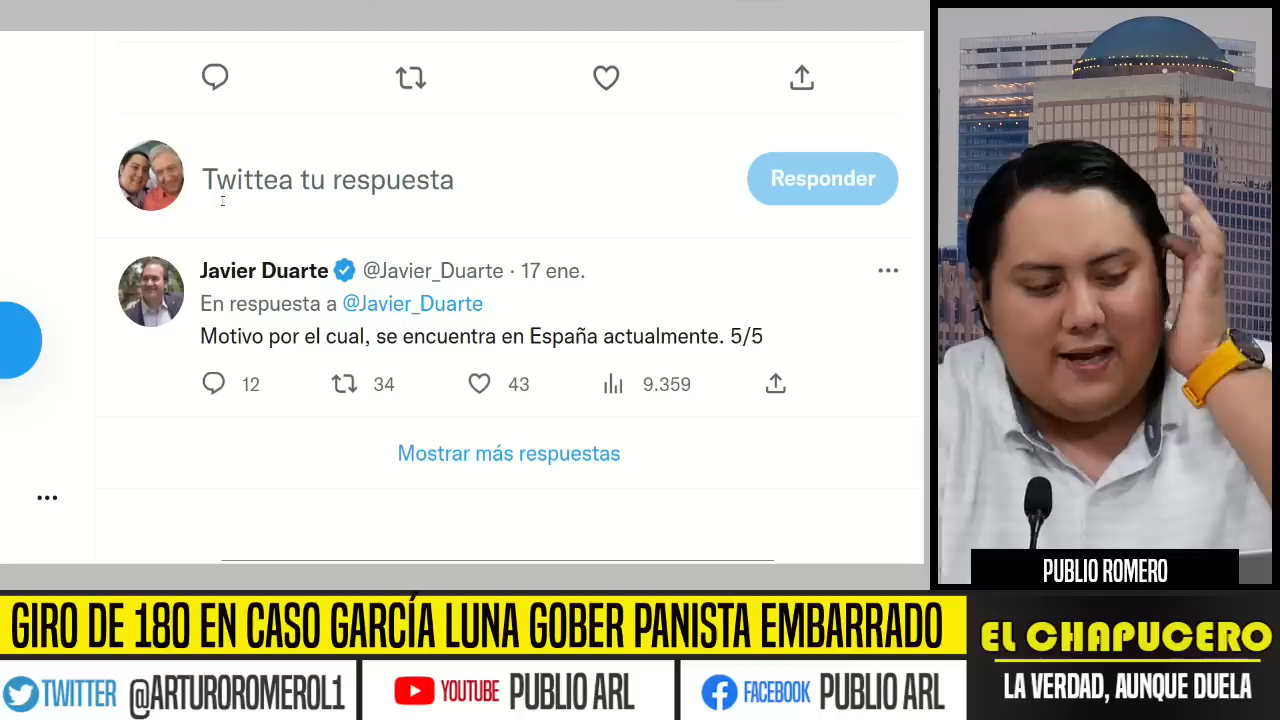 Twittea tu respuesta
Responder
Javier Duarte @Javier_Duarte · 17 ene.
En respuesta a @Javier_Duarte
Motivo por el cual, se encuentra en España actualmente. 5/5
12 34 43 9.359
Mostrar más respuestas
PUBLIO ROMERO
GIRO DE 180 EN CASO GARCÍA LUNA GOBER PANISTA EMBARRADO
EL CHAPUCERO
LA VERDAD, AUNQUE DUELA
TWITTER @ARTUROROMEROL1
YOUTUBE PUBLIO ARL
FACEBOOK PUBLIO ARL